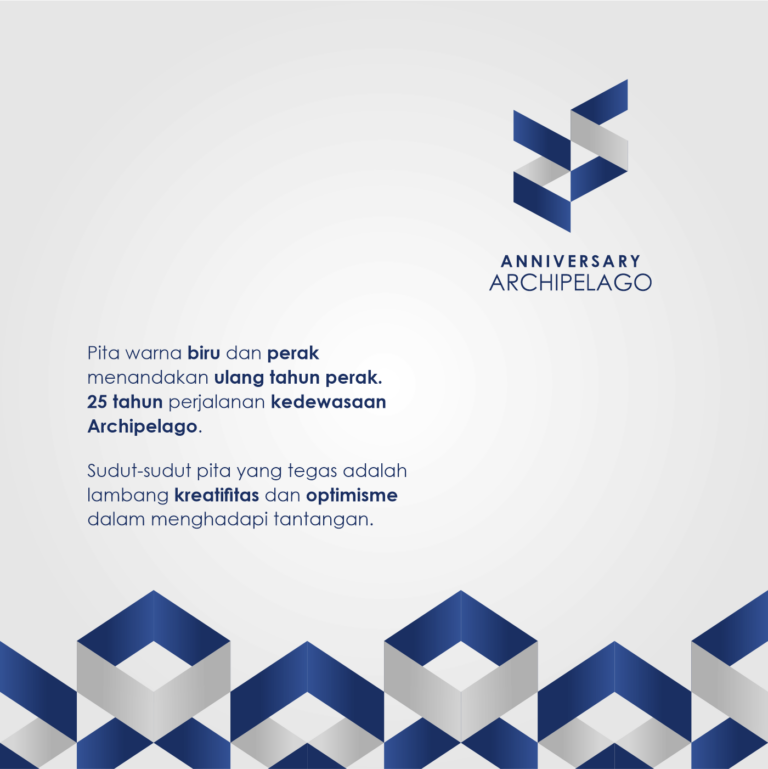 ANNIVERSARY
ARCHIPELAGO
Pita warna biru dan perak
menandakan ulang tahun perak.
25 tahun perjalanan kedewasaan
Archipelago.
Sudut-sudut pita yang tegas adalah
lambang kreatifitas dan optimisme
dalam menghadapi tantangan.